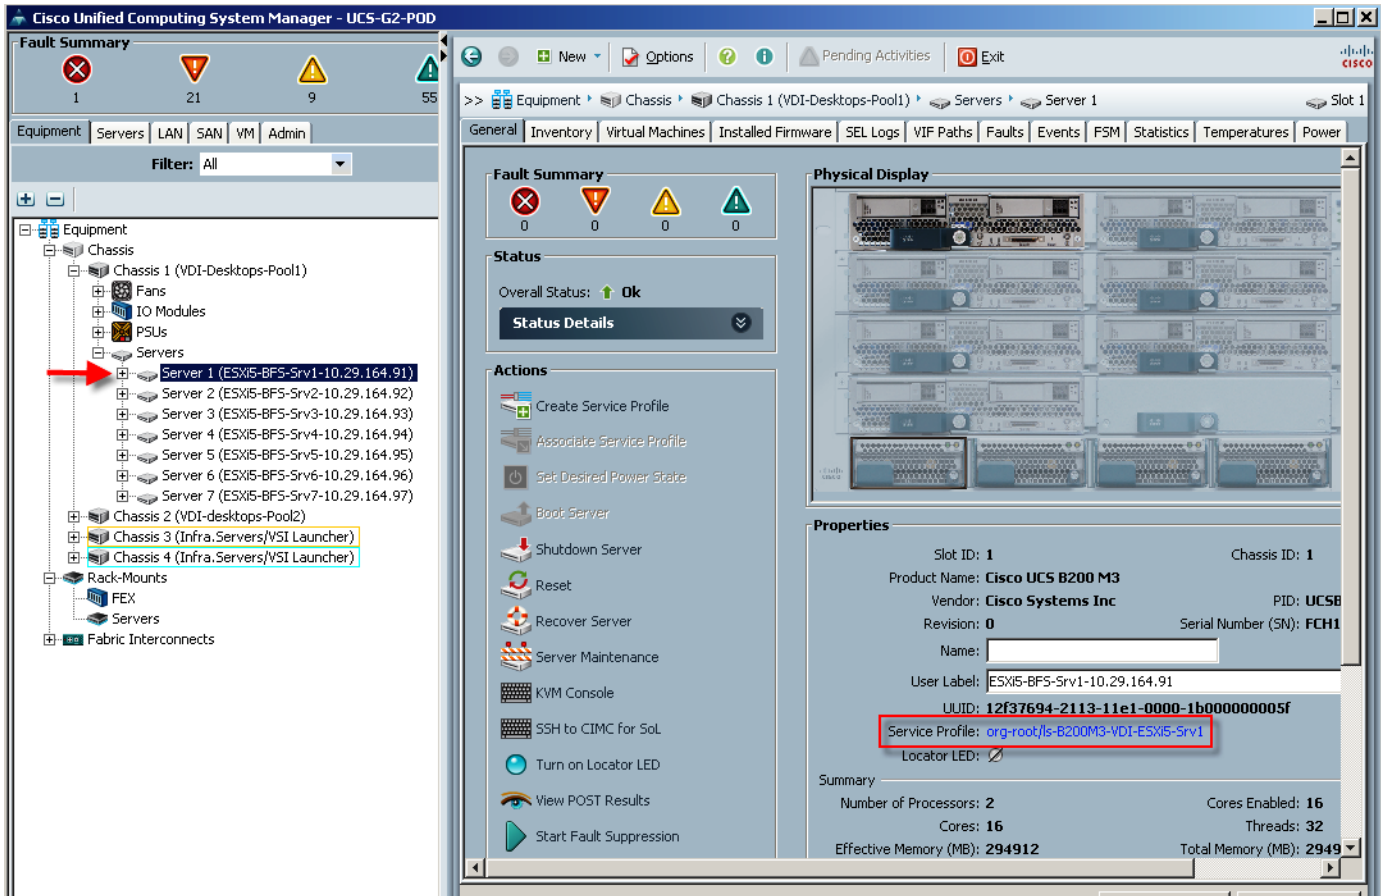 Cisco Unified Computing System Manager - UCS-G2-POD
Fault Summary
1 21 9 55
Equipment Servers LAN SAN VM Admin
Filter: All
Equipment
Chassis
Chassis 1 (VDI-Desktops-Pool1)
Fans
IO Modules
PSUs
Servers
Server 1 (ESXi5-BFS-Srv1-10.29.164.91)
Server 2 (ESXi5-BFS-Srv2-10.29.164.92)
Server 3 (ESXi5-BFS-Srv3-10.29.164.93)
Server 4 (ESXi5-BFS-Srv4-10.29.164.94)
Server 5 (ESXi5-BFS-Srv5-10.29.164.95)
Server 6 (ESXi5-BFS-Srv6-10.29.164.96)
Server 7 (ESXi5-BFS-Srv7-10.29.164.97)
Chassis 2 (VDI-desktops-Pool2)
Chassis 3 (Infra.Servers/VSI Launcher)
Chassis 4 (Infra.Servers/VSI Launcher)
Rack-Mounts
FEX
Servers
Fabric Interconnects
New Options Pending Activities Exit
CISCO
>> Equipment Chassis Chassis 1 (VDI-Desktops-Pool1) Servers Server 1 Slot 1
General Inventory Virtual Machines Installed Firmware SEL Logs VIF Paths Faults Events FSM Statistics Temperatures Power
Fault Summary
0 0 0 0
Status
Overall Status: Ok
Status Details
Actions
Create Service Profile
Associate Service Profile
Set Desired Power State
Boot Server
Shutdown Server
Reset
Recover Server
Server Maintenance
KVM Console
SSH to CIMC for SoL
Turn on Locator LED
View POST Results
Start Fault Suppression
Physical Display
Properties
Slot ID: 1 Chassis ID: 1
Product Name: Cisco UCS B200 M3
Vendor: Cisco Systems Inc PID: UCSB
Revision: 0 Serial Number (SN): FCH1
Name:
User Label: ESXi5-BFS-Srv1-10.29.164.91
UUID: 12f37694-2113-11e1-0000-1b000000005f
Service Profile: org-root/ls-B200M3-VDI-ESXi5-Srv1
Locator LED:
Summary
Number of Processors: 2 Cores Enabled: 16
Cores: 16 Threads: 32
Effective Memory (MB): 294912 Total Memory (MB): 2949